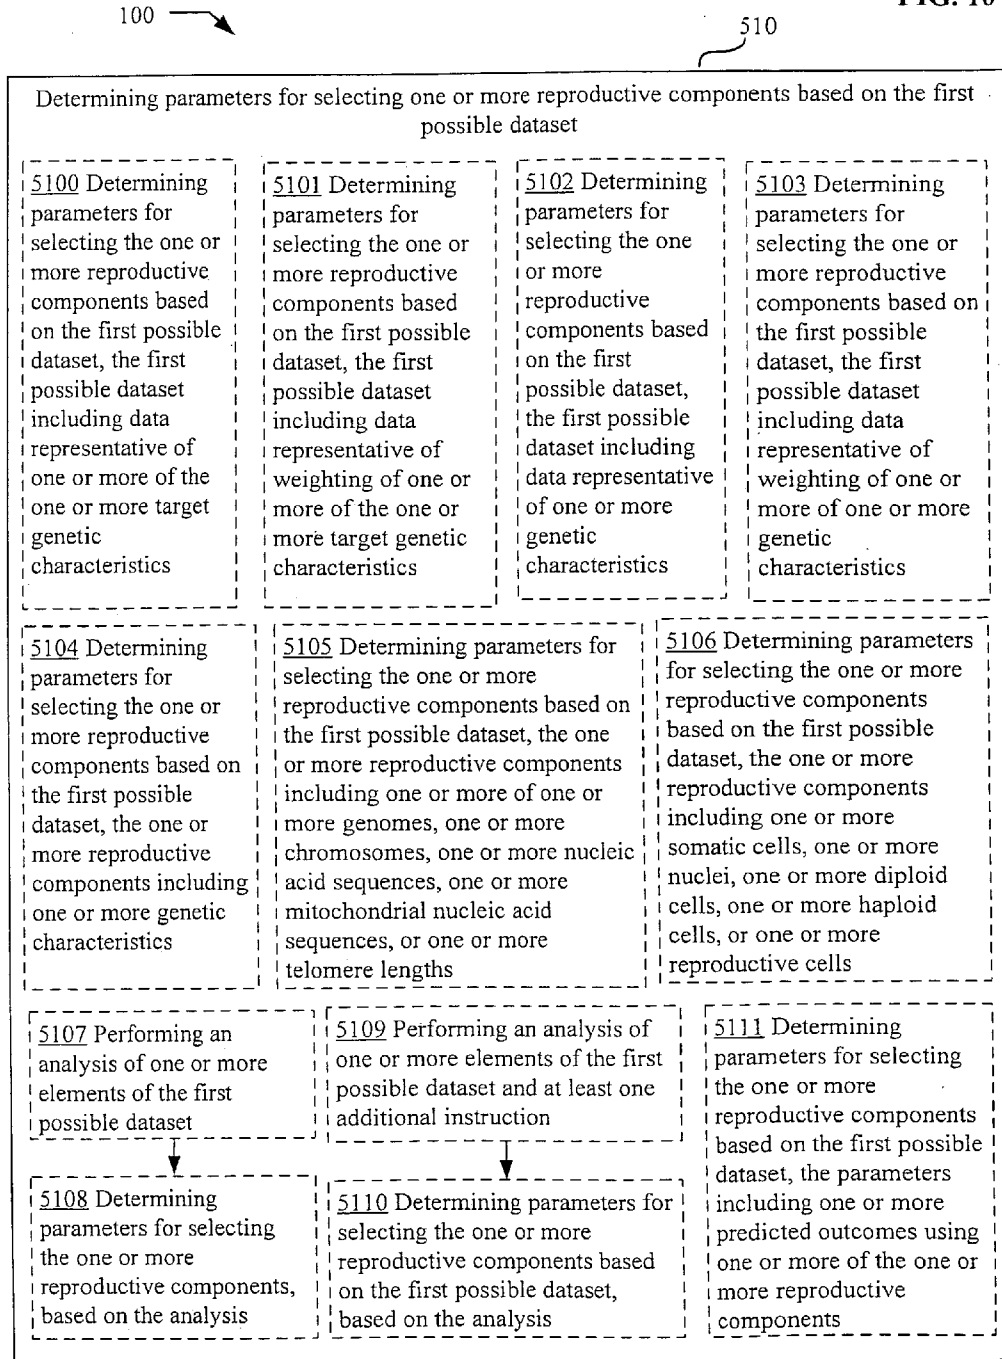 100
FIG. 10
510
Determining parameters for selecting one or more reproductive components based on the first
possible dataset
5100 Determining
parameters for
selecting the one or
more reproductive
components based
on the first possible
dataset, the first
possible dataset
including data
representative of
one or more of the
one or more target
genetic
characteristics
5101 Determining
parameters for
selecting the one or
more reproductive
components based
on the first possible
dataset, the first
possible dataset
including data
representative of
weighting of one or
more of the one or
more target genetic
characteristics
5102 Determining
parameters for
selecting the one
or more
reproductive
components based
on the first
possible dataset,
the first possible
dataset including
data representative
of one or more
genetic
characteristics
5103 Determining
parameters for
selecting the one or
more reproductive
components based on
the first possible
dataset, the first
possible dataset
including data
representative of
weighting of one or
more of one or more
genetic
characteristics
5104 Determining
parameters for
selecting the one or
more reproductive
components based on
the first possible
dataset, the one or
more reproductive
components including
one or more genetic
characteristics
5105 Determining parameters for
selecting the one or more
reproductive components based on
the first possible dataset, the one
or more reproductive components
including one or more of one or
more genomes, one or more
chromosomes, one or more nucleic
acid sequences, one or more
mitochondrial nucleic acid
sequences, or one or more
telomere lengths
5106 Determining parameters
for selecting the one or more
reproductive components
based on the first possible
dataset, the one or more
reproductive components
including one or more
somatic cells, one or more
nuclei, one or more diploid
cells, one or more haploid
cells, or one or more
reproductive cells
5107 Performing an
analysis of one or more
elements of the first
possible dataset
5109 Performing an analysis of
one or more elements of the first
possible dataset and at least one
additional instruction
5111 Determining
parameters for selecting
the one or more
reproductive components
based on the first possible
dataset, the parameters
including one or more
predicted outcomes using
one or more of the one or
more reproductive
components
5108 Determining
parameters for selecting
the one or more
reproductive components,
based on the analysis
5110 Determining parameters for
selecting the one or more
reproductive components based
on the first possible dataset,
based on the analysis